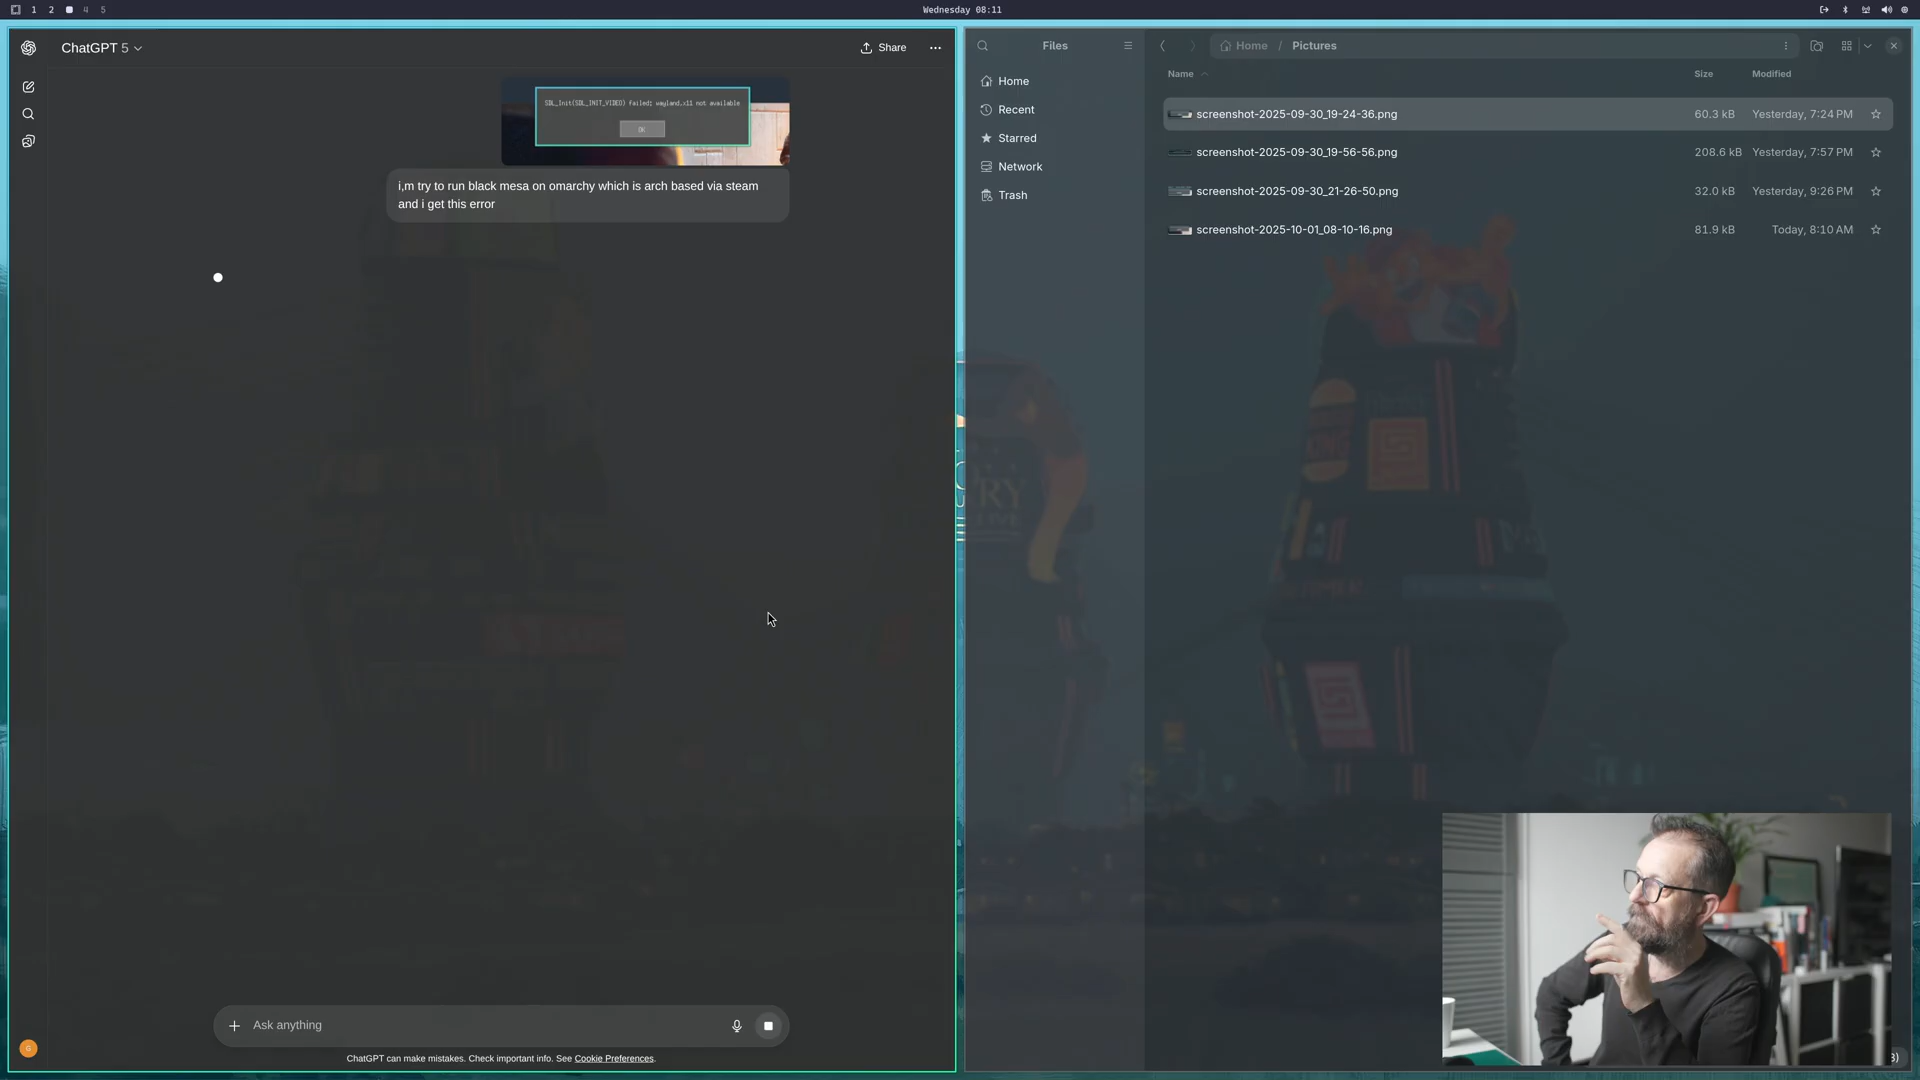 1 2 4 5
Wednesday 08:11
ChatGPT 5
Share
SDL_Init(SDL_INIT_VIDEO) failed: wayland,x11 not available
OK
i,m try to run black mesa on omarchy which is arch based via steam
and i get this error
Ask anything
ChatGPT can make mistakes. Check important info. See Cookie Preferences.
G
Files
Home
Recent
Starred
Network
Trash
Home / Pictures
Name Size Modified
screenshot-2025-09-30_19-24-36.png 60.3 kB Yesterday, 7:24 PM
screenshot-2025-09-30_19-56-56.png 208.6 kB Yesterday, 7:57 PM
screenshot-2025-09-30_21-26-50.png 32.0 kB Yesterday, 9:26 PM
screenshot-2025-10-01_08-10-16.png 81.9 kB Today, 8:10 AM